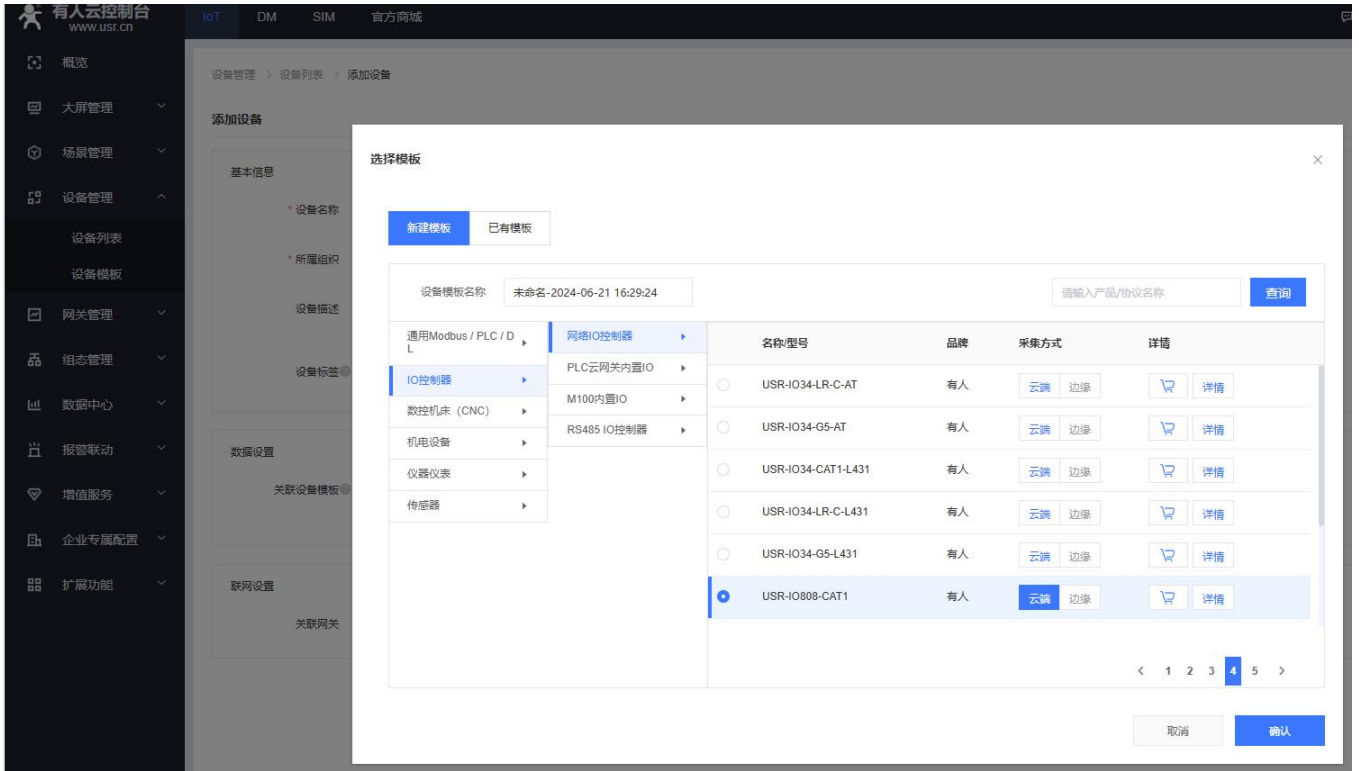 有人云控制台
www.usr.cn
IoT DM SIM 官方商城
概览
大屏管理
场景管理
设备管理
设备列表
设备模板
网关管理
组态管理
数据中心
报警联动
增值服务
企业专属配置
扩展功能
设备管理 > 设备列表 > 添加设备
添加设备
基本信息
* 设备名称
* 所属组织
设备描述
设备标签
数据设置
关联设备模板
联网设置
关联网关
选择模板
新建模板 已有模板
设备模板名称 未命名-2024-06-21 16:29:24 请输入产品/协议名称 查询
通用Modbus / PLC / D
L
IO控制器
数控机床（CNC）
机电设备
仪器仪表
传感器
网络IO控制器
PLC云网关内置IO
M100内置IO
RS485 IO控制器
名称/型号 品牌 采集方式 详情
USR-IO34-LR-C-AT 有人 云端 边缘 详情
USR-IO34-G5-AT 有人 云端 边缘 详情
USR-IO34-CAT1-L431 有人 云端 边缘 详情
USR-IO34-LR-C-L431 有人 云端 边缘 详情
USR-IO34-G5-L431 有人 云端 边缘 详情
USR-IO808-CAT1 有人 云端 边缘 详情
< 1 2 3 4 5 >
取消 确认